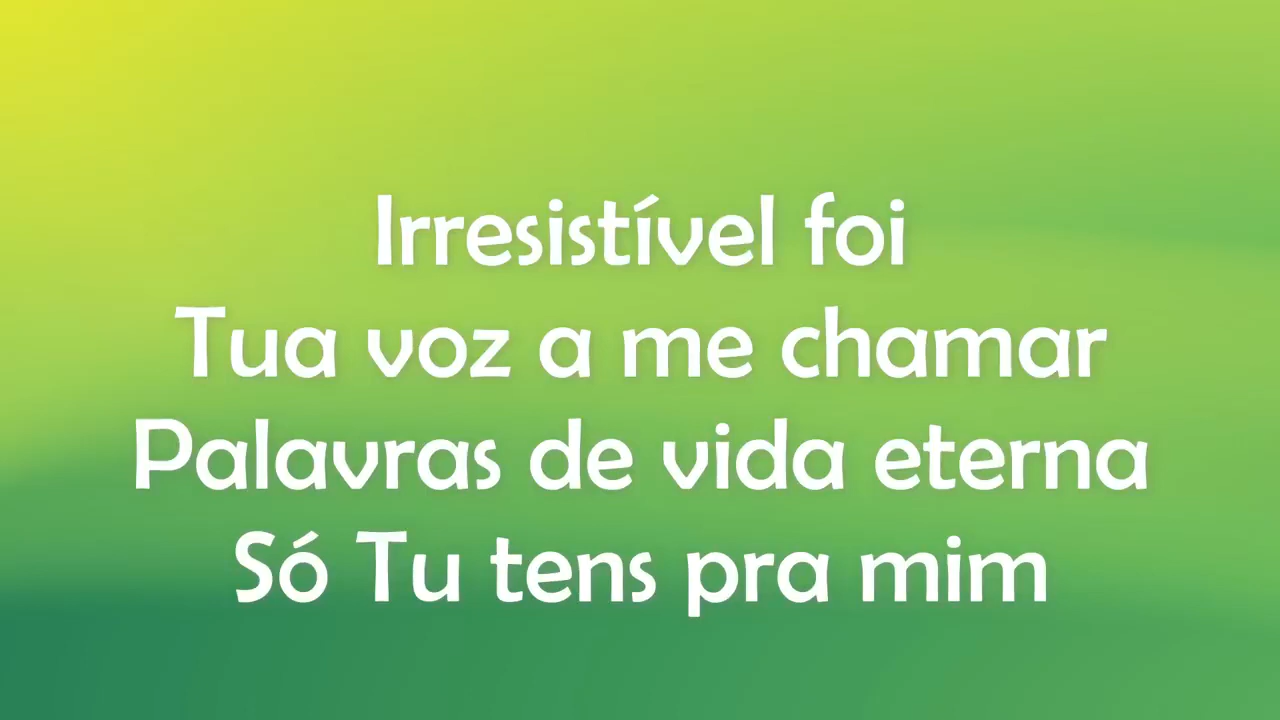 Irresistível foi
Tua voz a me chamar
Palavras de vida eterna
Só Tu tens pra mim